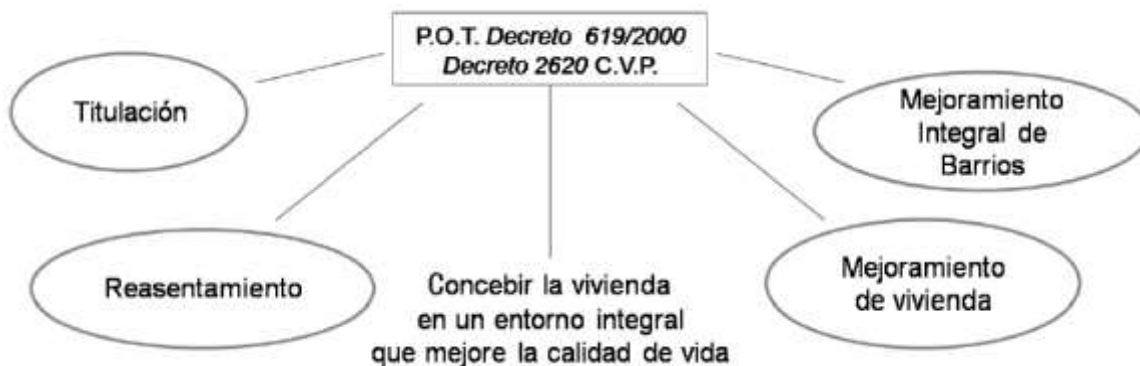 P.O.T. Decreto 619/2000
Decreto 2620 C.V.P.
Titulación
Mejoramiento
Integral de
Barrios
Reasentamiento
Concebir la vivienda
en un entorno integral
que mejore la calidad de vida
Mejoramiento
de vivienda